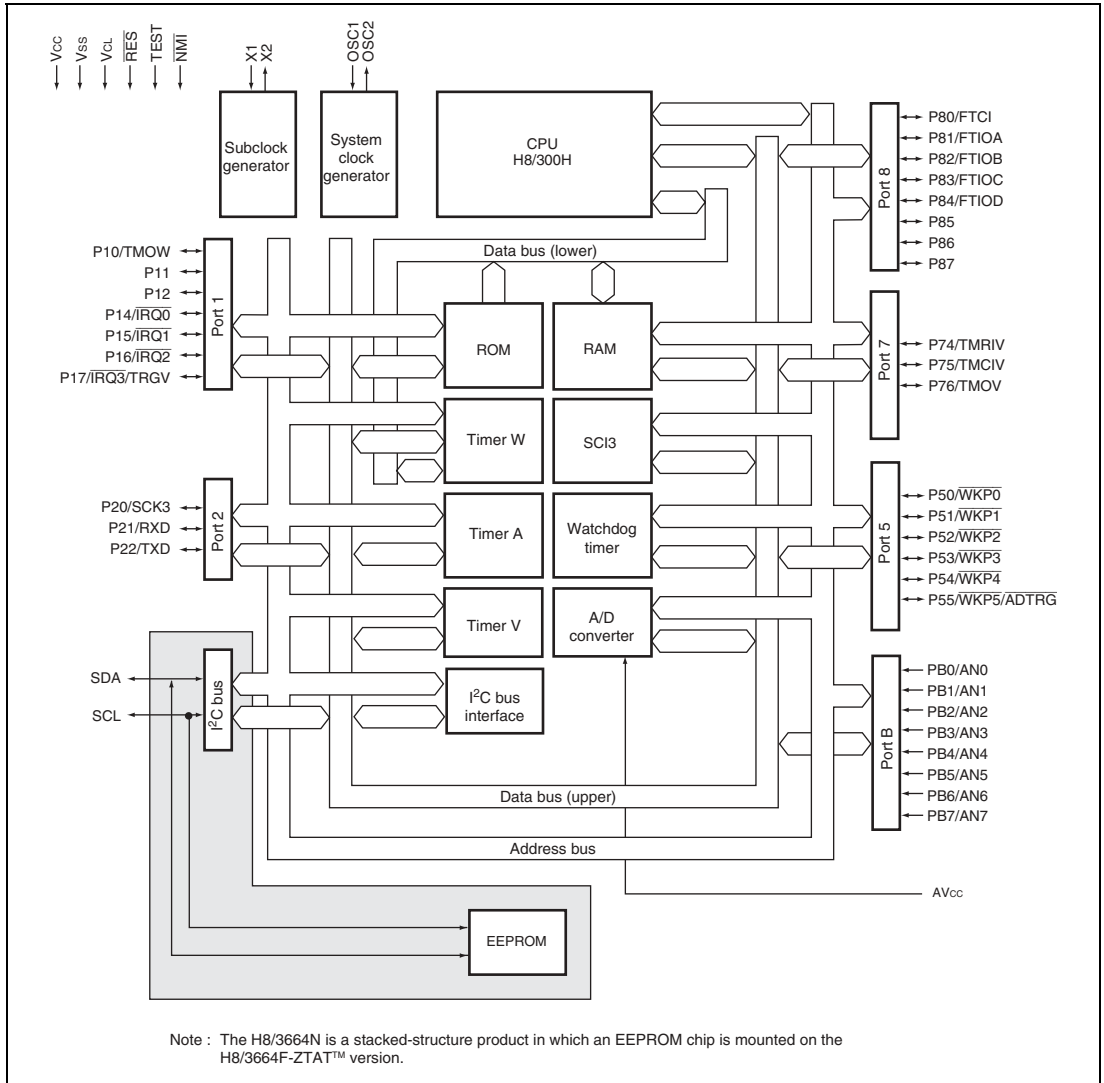 VCC
VSS
VCL
RES
TEST
NMI
X1
X2
OSC1
OSC2
Subclock
generator
System
clock
generator
CPU
H8/300H
Port 8
P80/FTCI
P81/FTIOA
P82/FTIOB
P83/FTIOC
P84/FTIOD
P85
P86
P87
Data bus (lower)
P10/TMOW
P11
P12
P14/IRQ0
P15/IRQ1
P16/IRQ2
P17/IRQ3/TRGV
Port 1
ROM
RAM
Port 7
P74/TMRIV
P75/TMCIV
P76/TMOV
Timer W
SCI3
P20/SCK3
P21/RXD
P22/TXD
Port 2
Timer A
Watchdog
timer
Port 5
P50/WKP0
P51/WKP1
P52/WKP2
P53/WKP3
P54/WKP4
P55/WKP5/ADTRG
Timer V
A/D
converter
SDA
SCL
I2C bus
I2C bus
interface
Port B
PB0/AN0
PB1/AN1
PB2/AN2
PB3/AN3
PB4/AN4
PB5/AN5
PB6/AN6
PB7/AN7
Data bus (upper)
Address bus
AVCC
EEPROM
Note : The H8/3664N is a stacked-structure product in which an EEPROM chip is mounted on the
H8/3664F-ZTAT™ version.